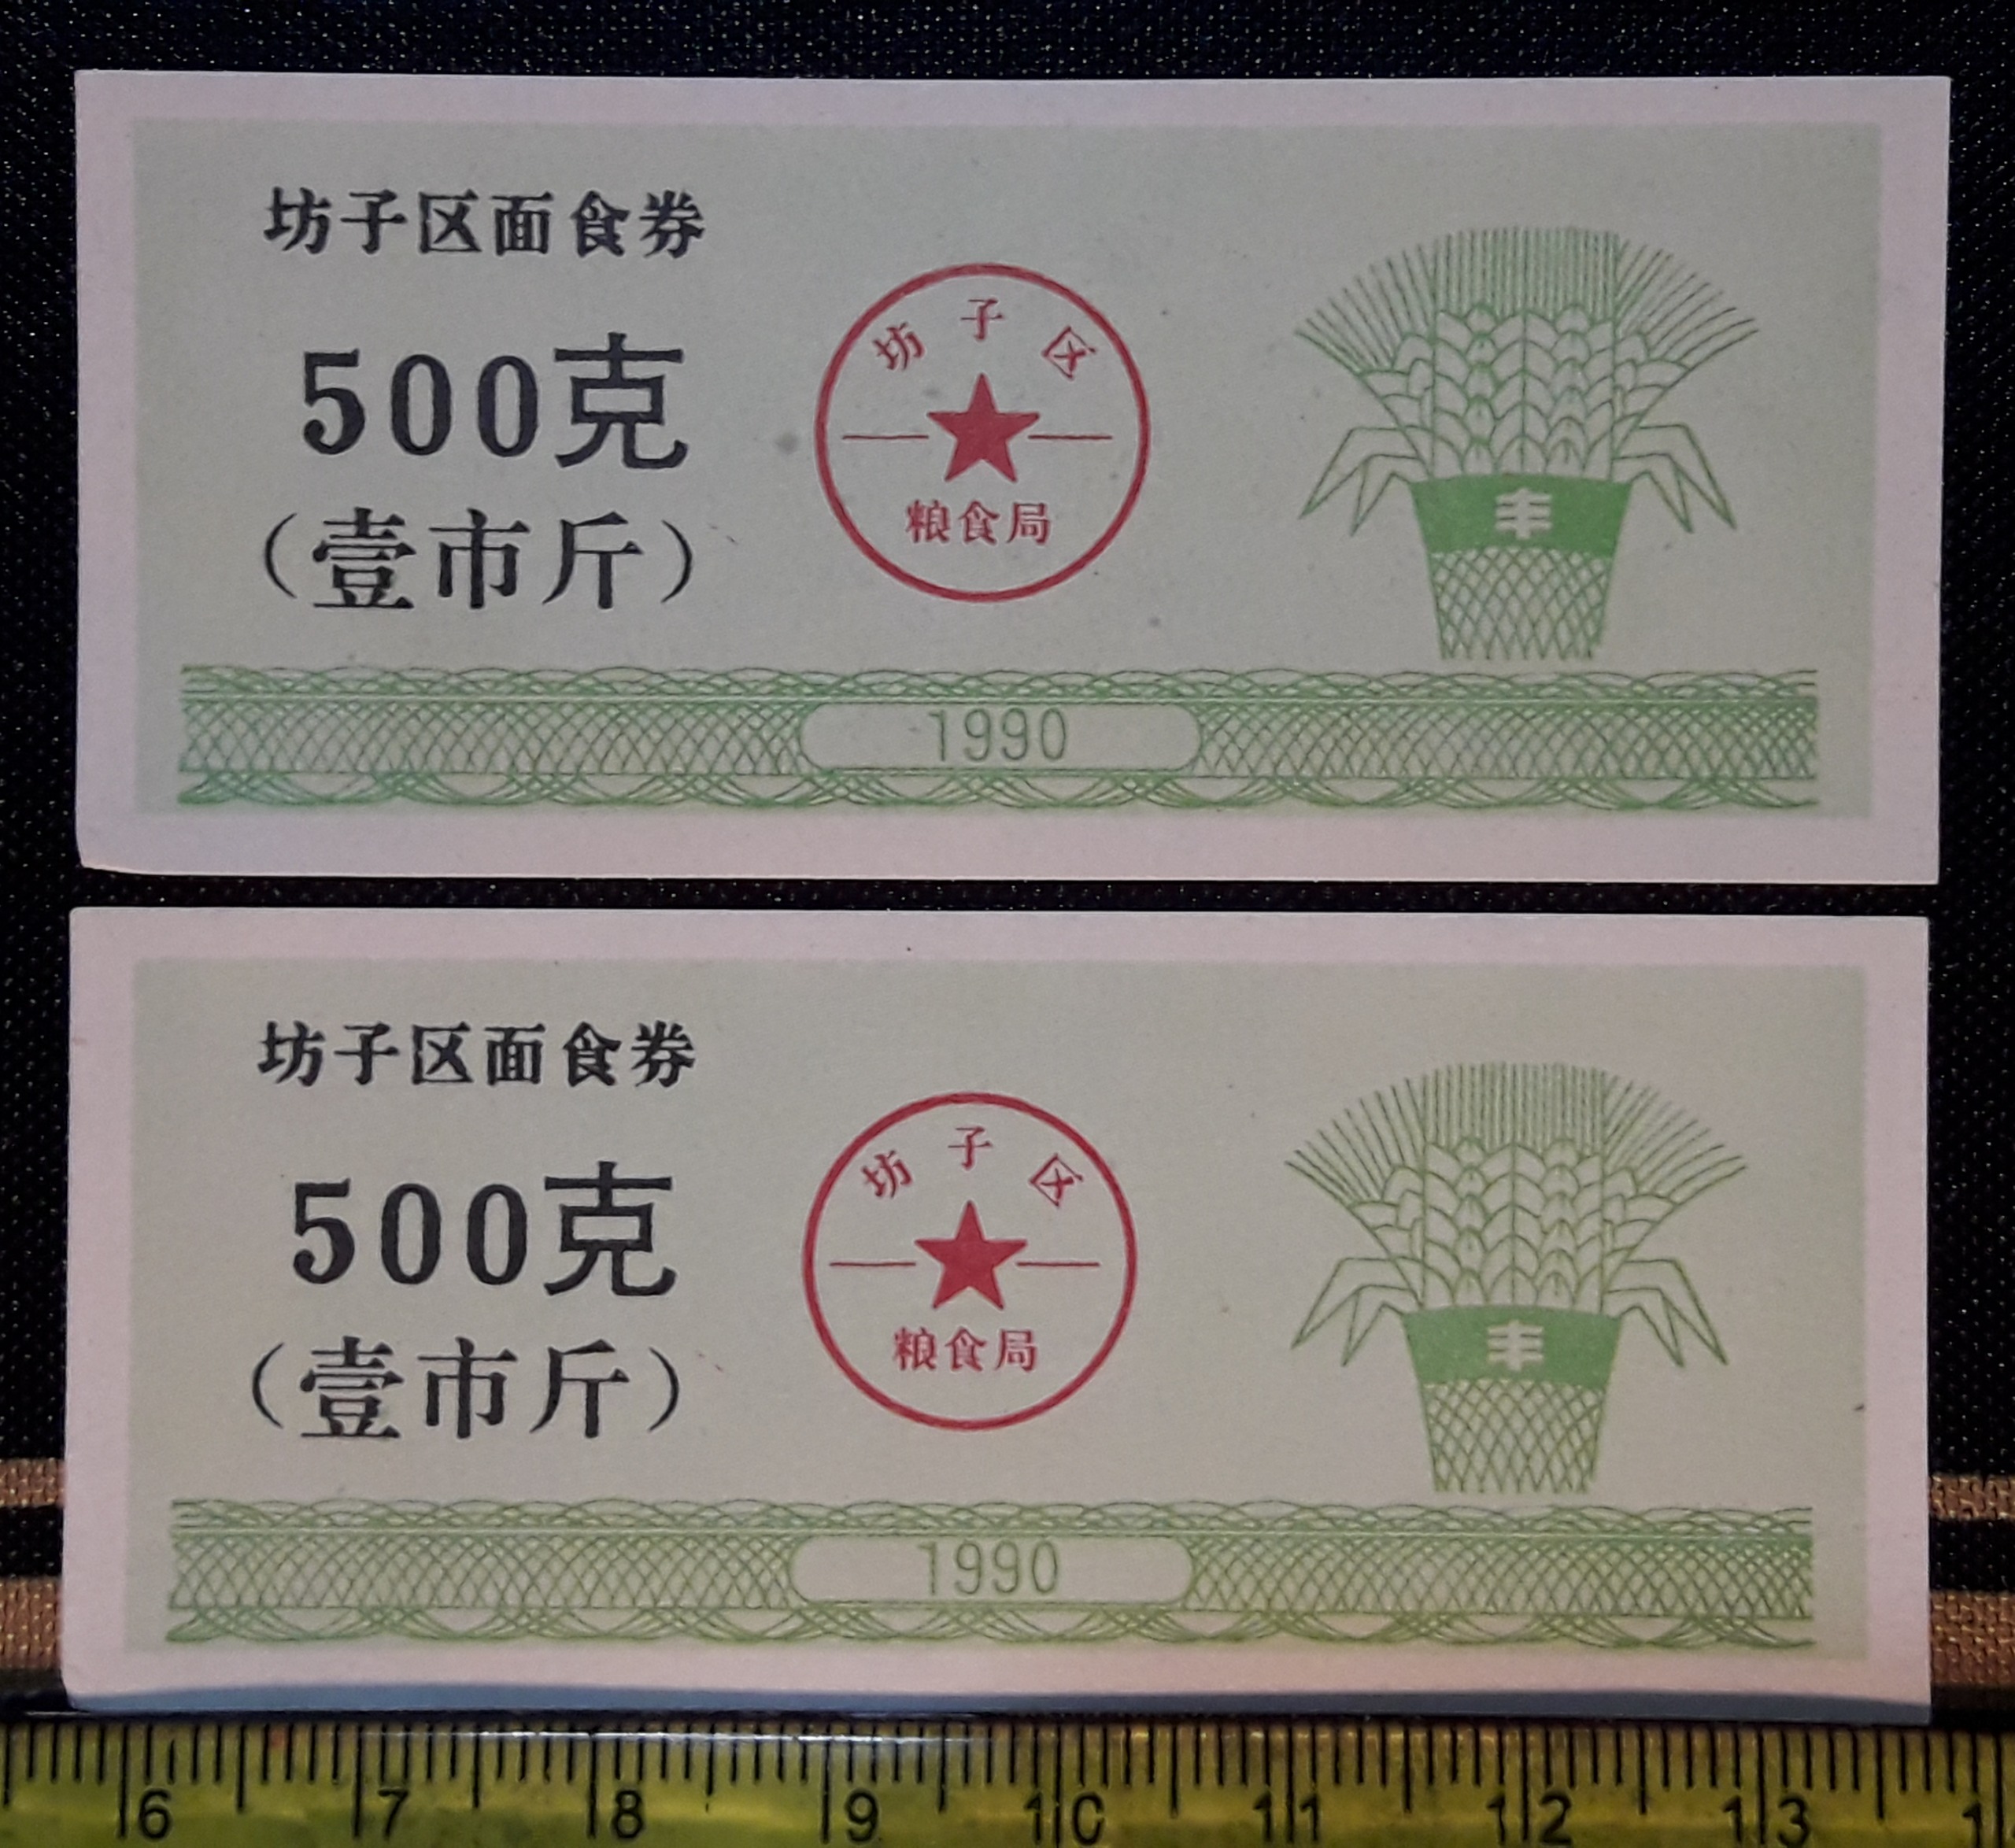 坊子区面食券
500克
(壹市斤)
坊子区
粮食局
丰
1990
坊子区面食券
500克
(壹市斤)
坊子区
粮食局
丰
1990
6 7 8 9 10 11 12 13